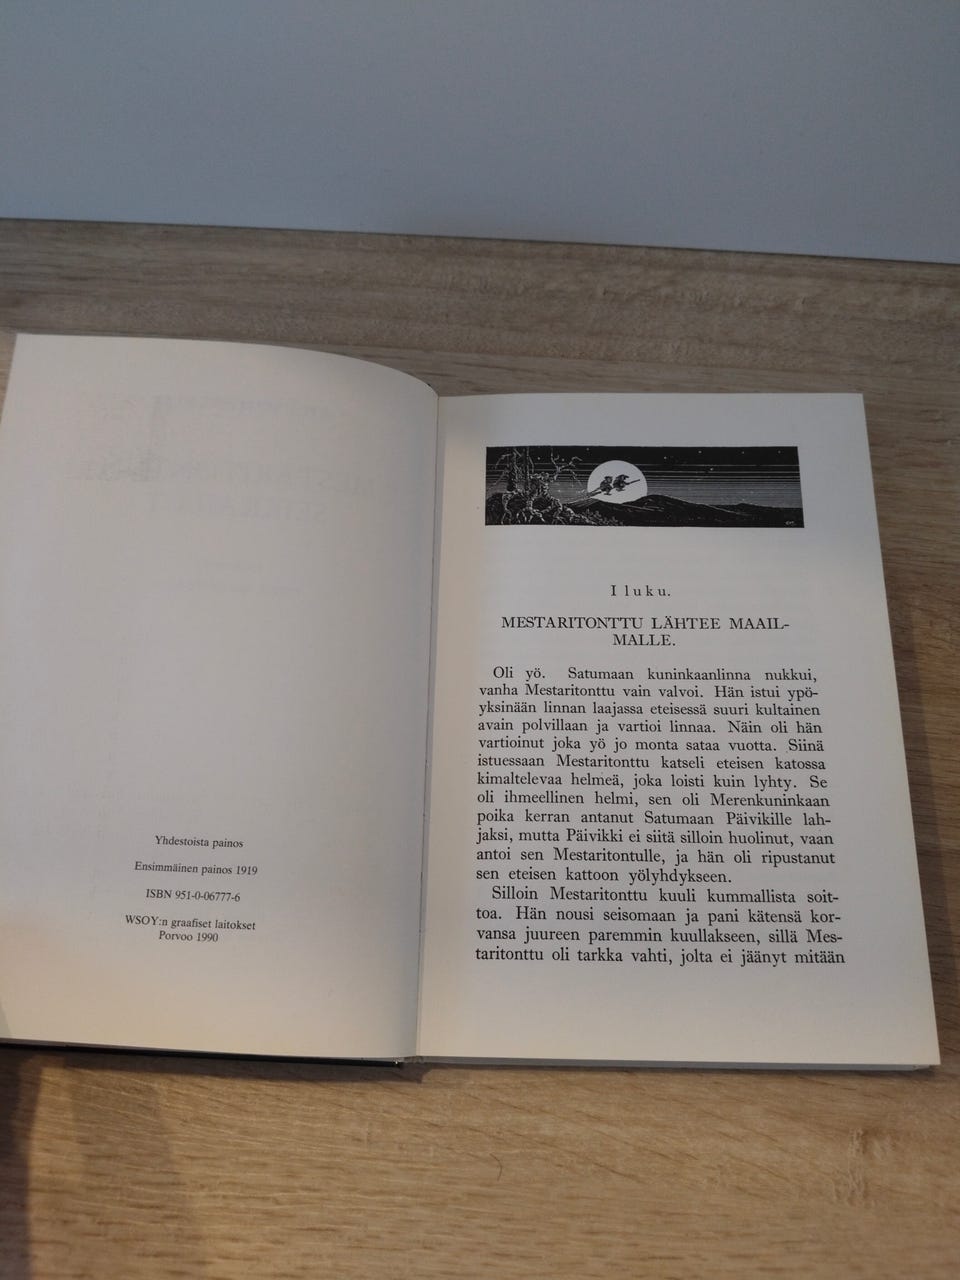 Yhdestoista painos
Ensimmäinen painos 1919
ISBN 951-0-06777-6
WSOY:n graafiset laitokset
Porvoo 1990
I luku.
MESTARITONTTU LÄHTEE MAAIL-
MALLE.
Oli yö. Satumaan kuninkaanlinna nukkui,
vanha Mestaritonttu vain valvoi. Hän istui ypö-
yksinään linnan laajassa eteisessä suuri kultainen
avain polvillaan ja vartioi linnaa. Näin oli hän
vartioinut joka yö jo monta sataa vuotta. Siinä
istuessaan Mestaritonttu katseli eteisen katossa
kimaltelevaa helmeä, joka loisti kuin lyhty. Se
oli ihmeellinen helmi, sen oli Merenkuninkaan
poika kerran antanut Satumaan Päivikille lah-
jaksi, mutta Päivikki ei siitä silloin huolinut, vaan
antoi sen Mestaritontulle, ja hän oli ripustanut
sen eteisen kattoon yölyhdykseen.
Silloin Mestaritonttu kuuli kummallista soit-
toa. Hän nousi seisomaan ja pani kätensä kor-
vansa juureen paremmin kuullakseen, sillä Mes-
taritonttu oli tarkka vahti, jolta ei jäänyt mitään